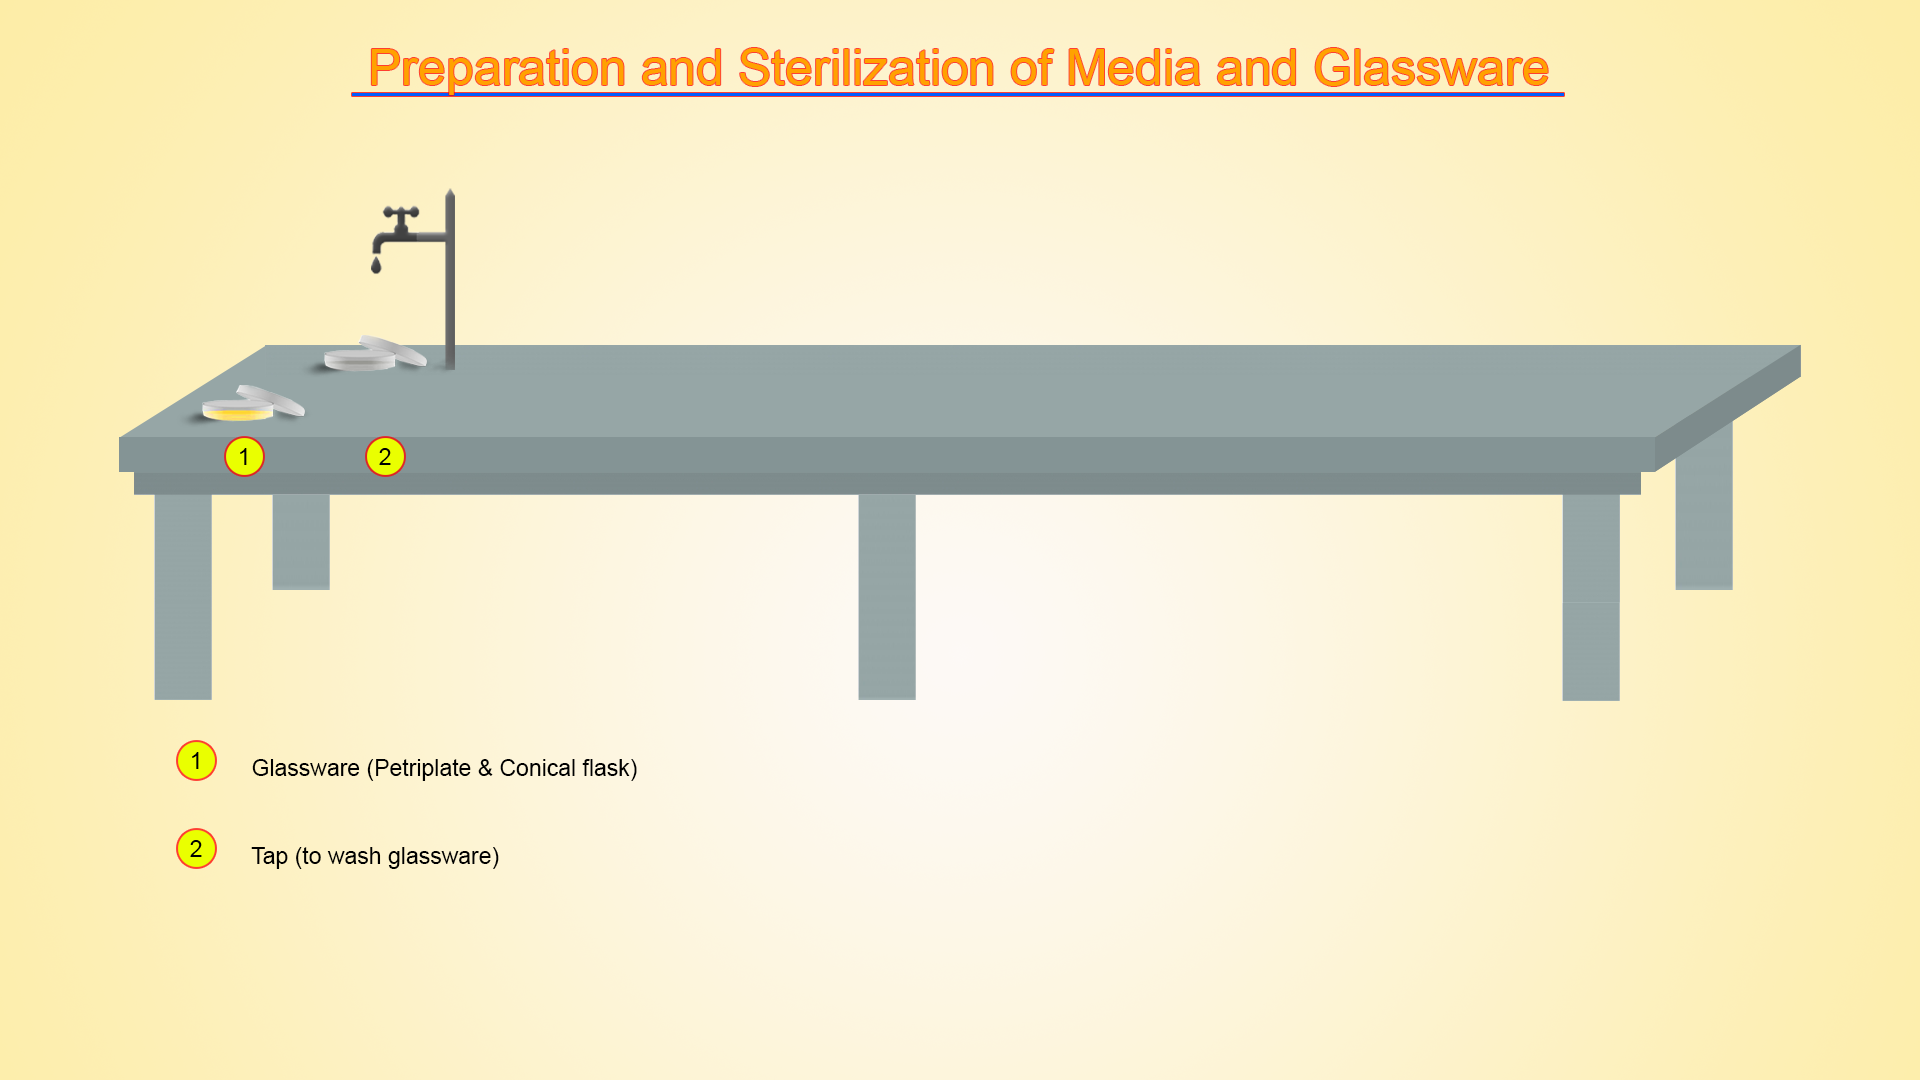 Preparation and Sterilization of Media and Glassware
1 2
1 Glassware (Petriplate & Conical flask)
2 Tap (to wash glassware)